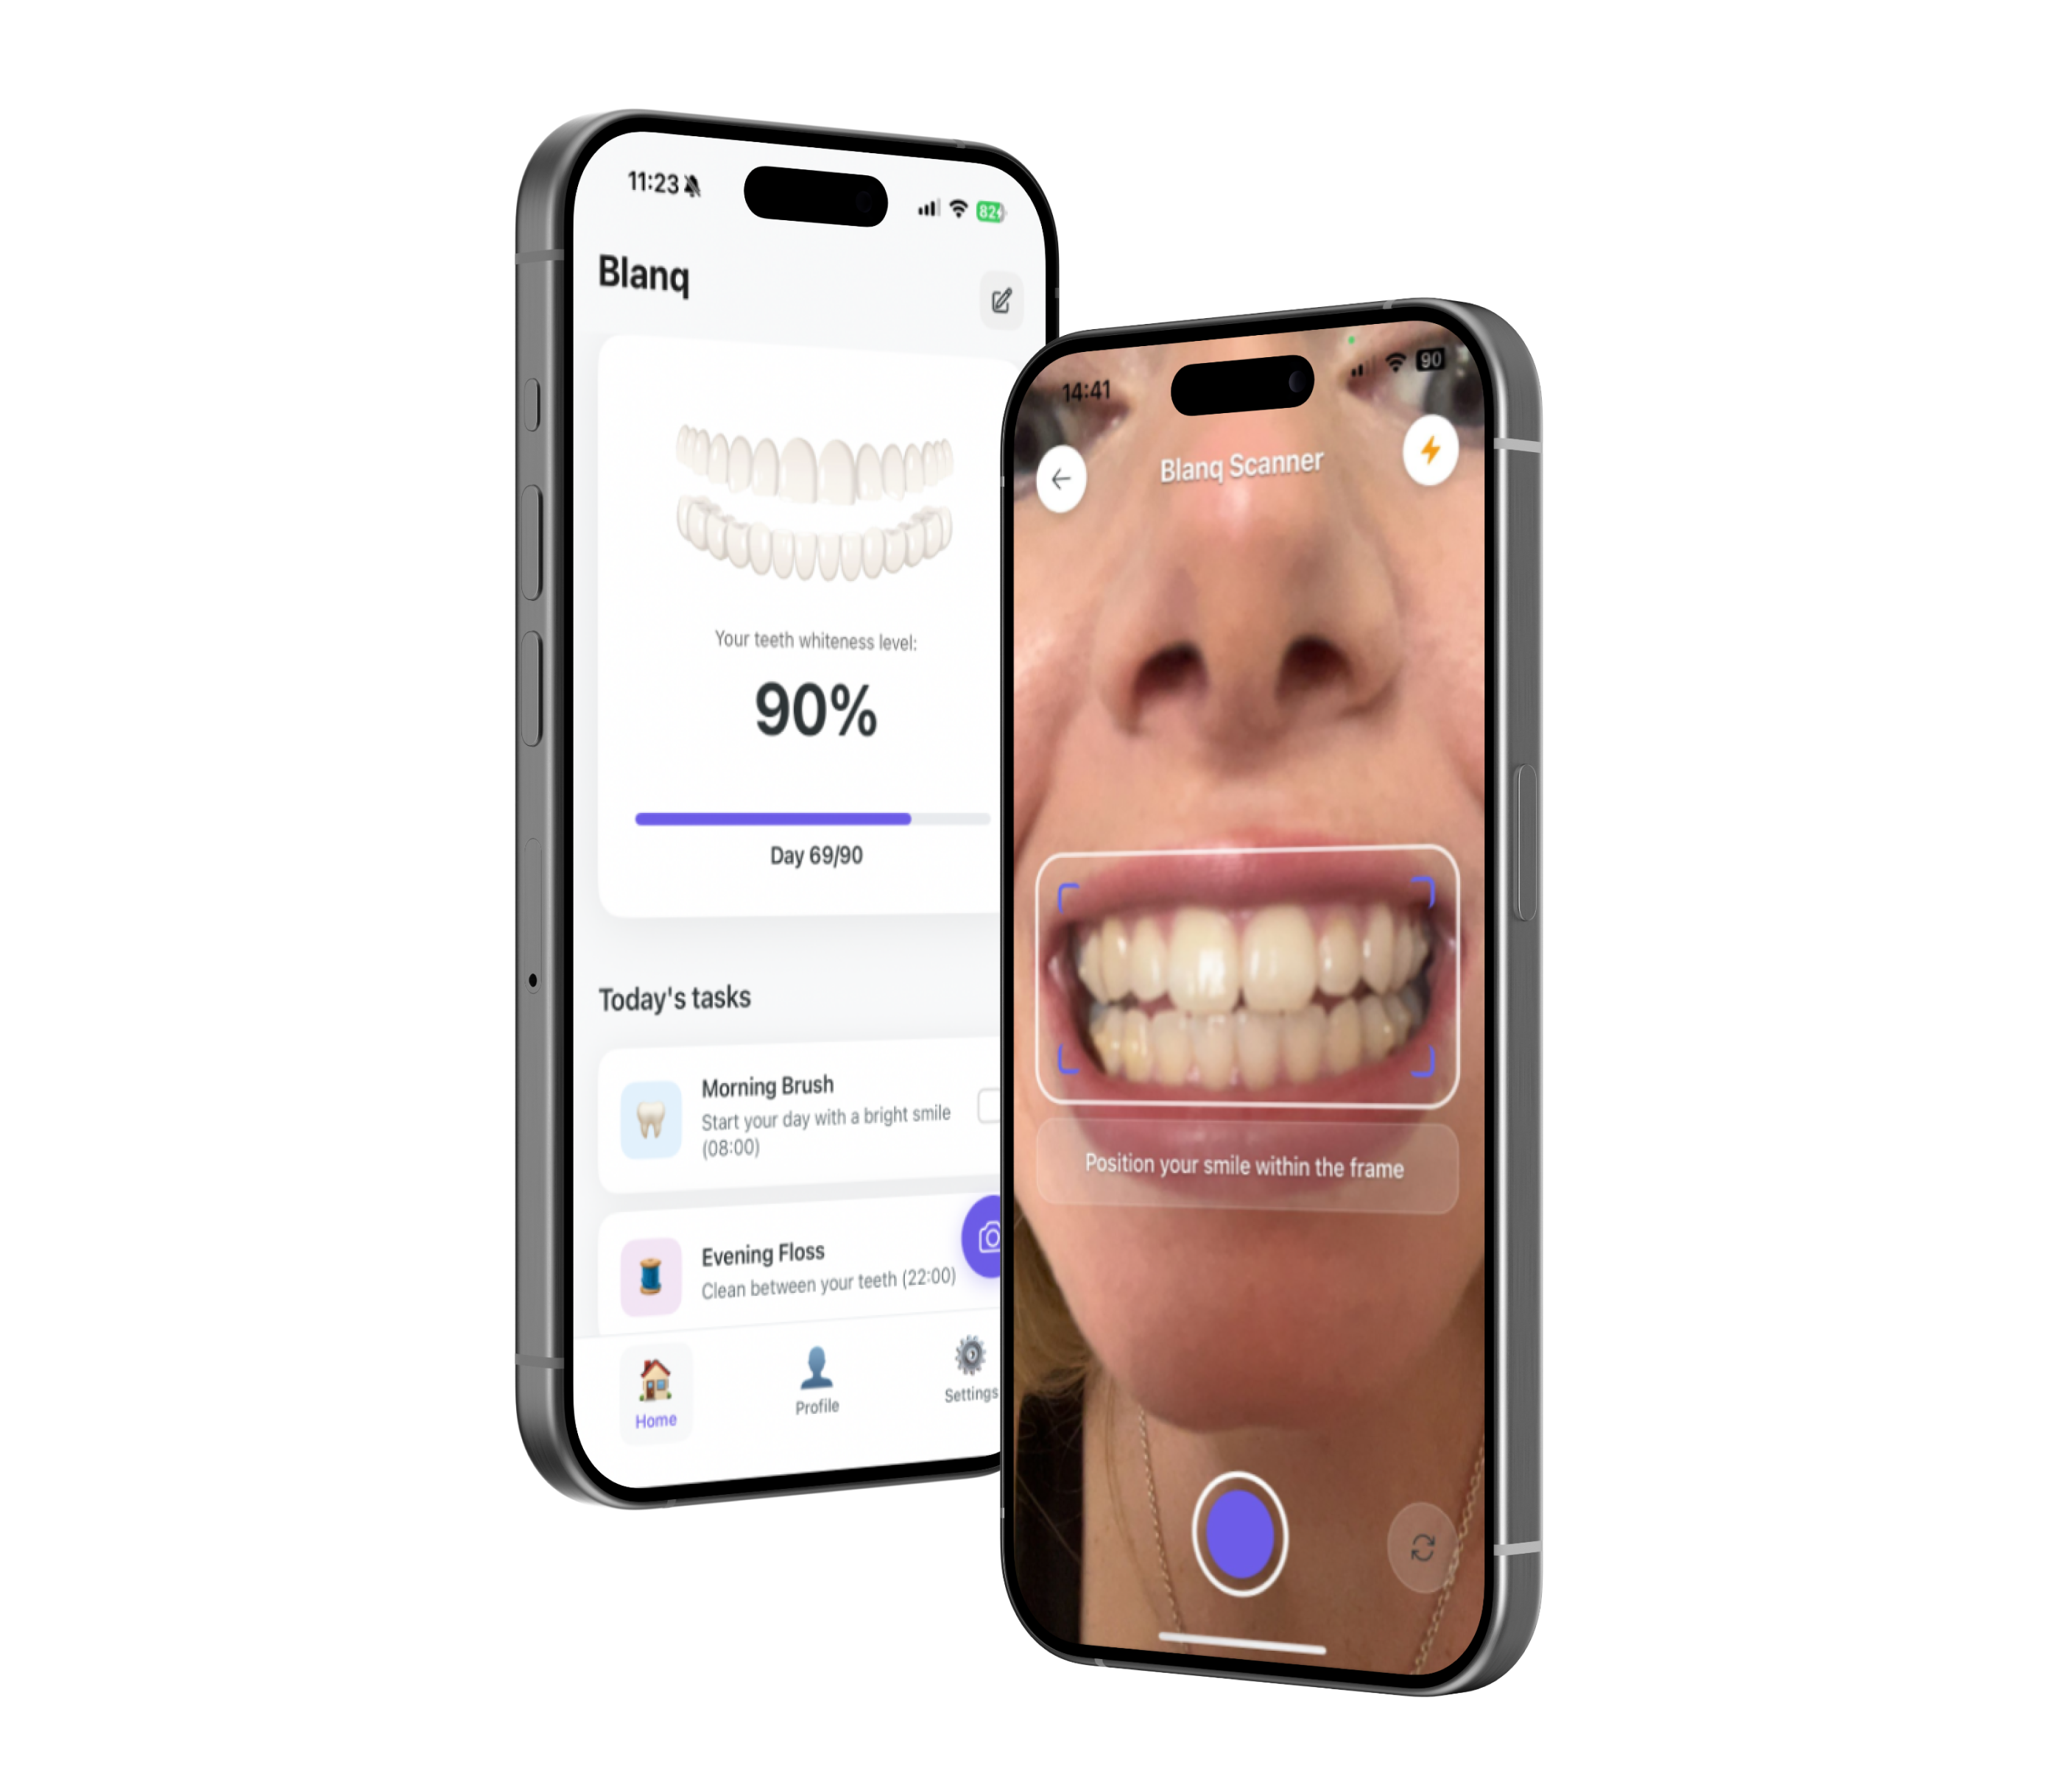 11:23
82
Blanq
Your teeth whiteness level:
90%
Day 69/90
Today's tasks
Morning Brush
Start your day with a bright smile
(08:00)
Evening Floss
Clean between your teeth (22:00)
Home
Profile
Settings
14:41
90
Blanq Scanner
Position your smile within the frame